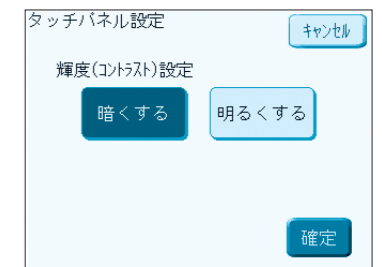 タッチパネル設定
キャンセル
輝度(コントラスト)設定
暗くする
明るくする
確定